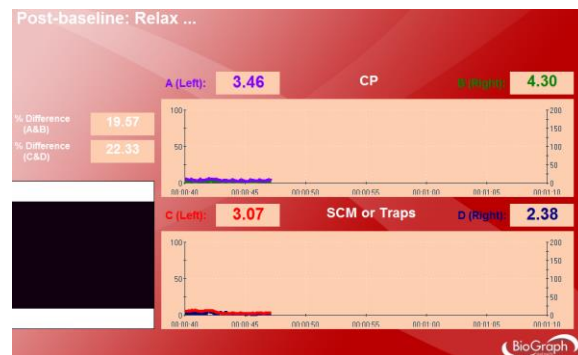 Post-baseline: Relax ...
A (Left): 3.46 CP B (Right): 4.30
% Difference (A&B) 19.57
% Difference (C&D) 22.33
100 200
150
50 100
50
0 0
00:00:40 00:00:45 00:00:50 00:00:55 00:01:00 00:01:05 00:01:10
C (Left): 3.07 SCM or Traps D (Right): 2.38
100 200
150
50 100
50
0 0
00:00:40 00:00:45 00:00:50 00:00:55 00:01:00 00:01:05 00:01:10
BioGraph